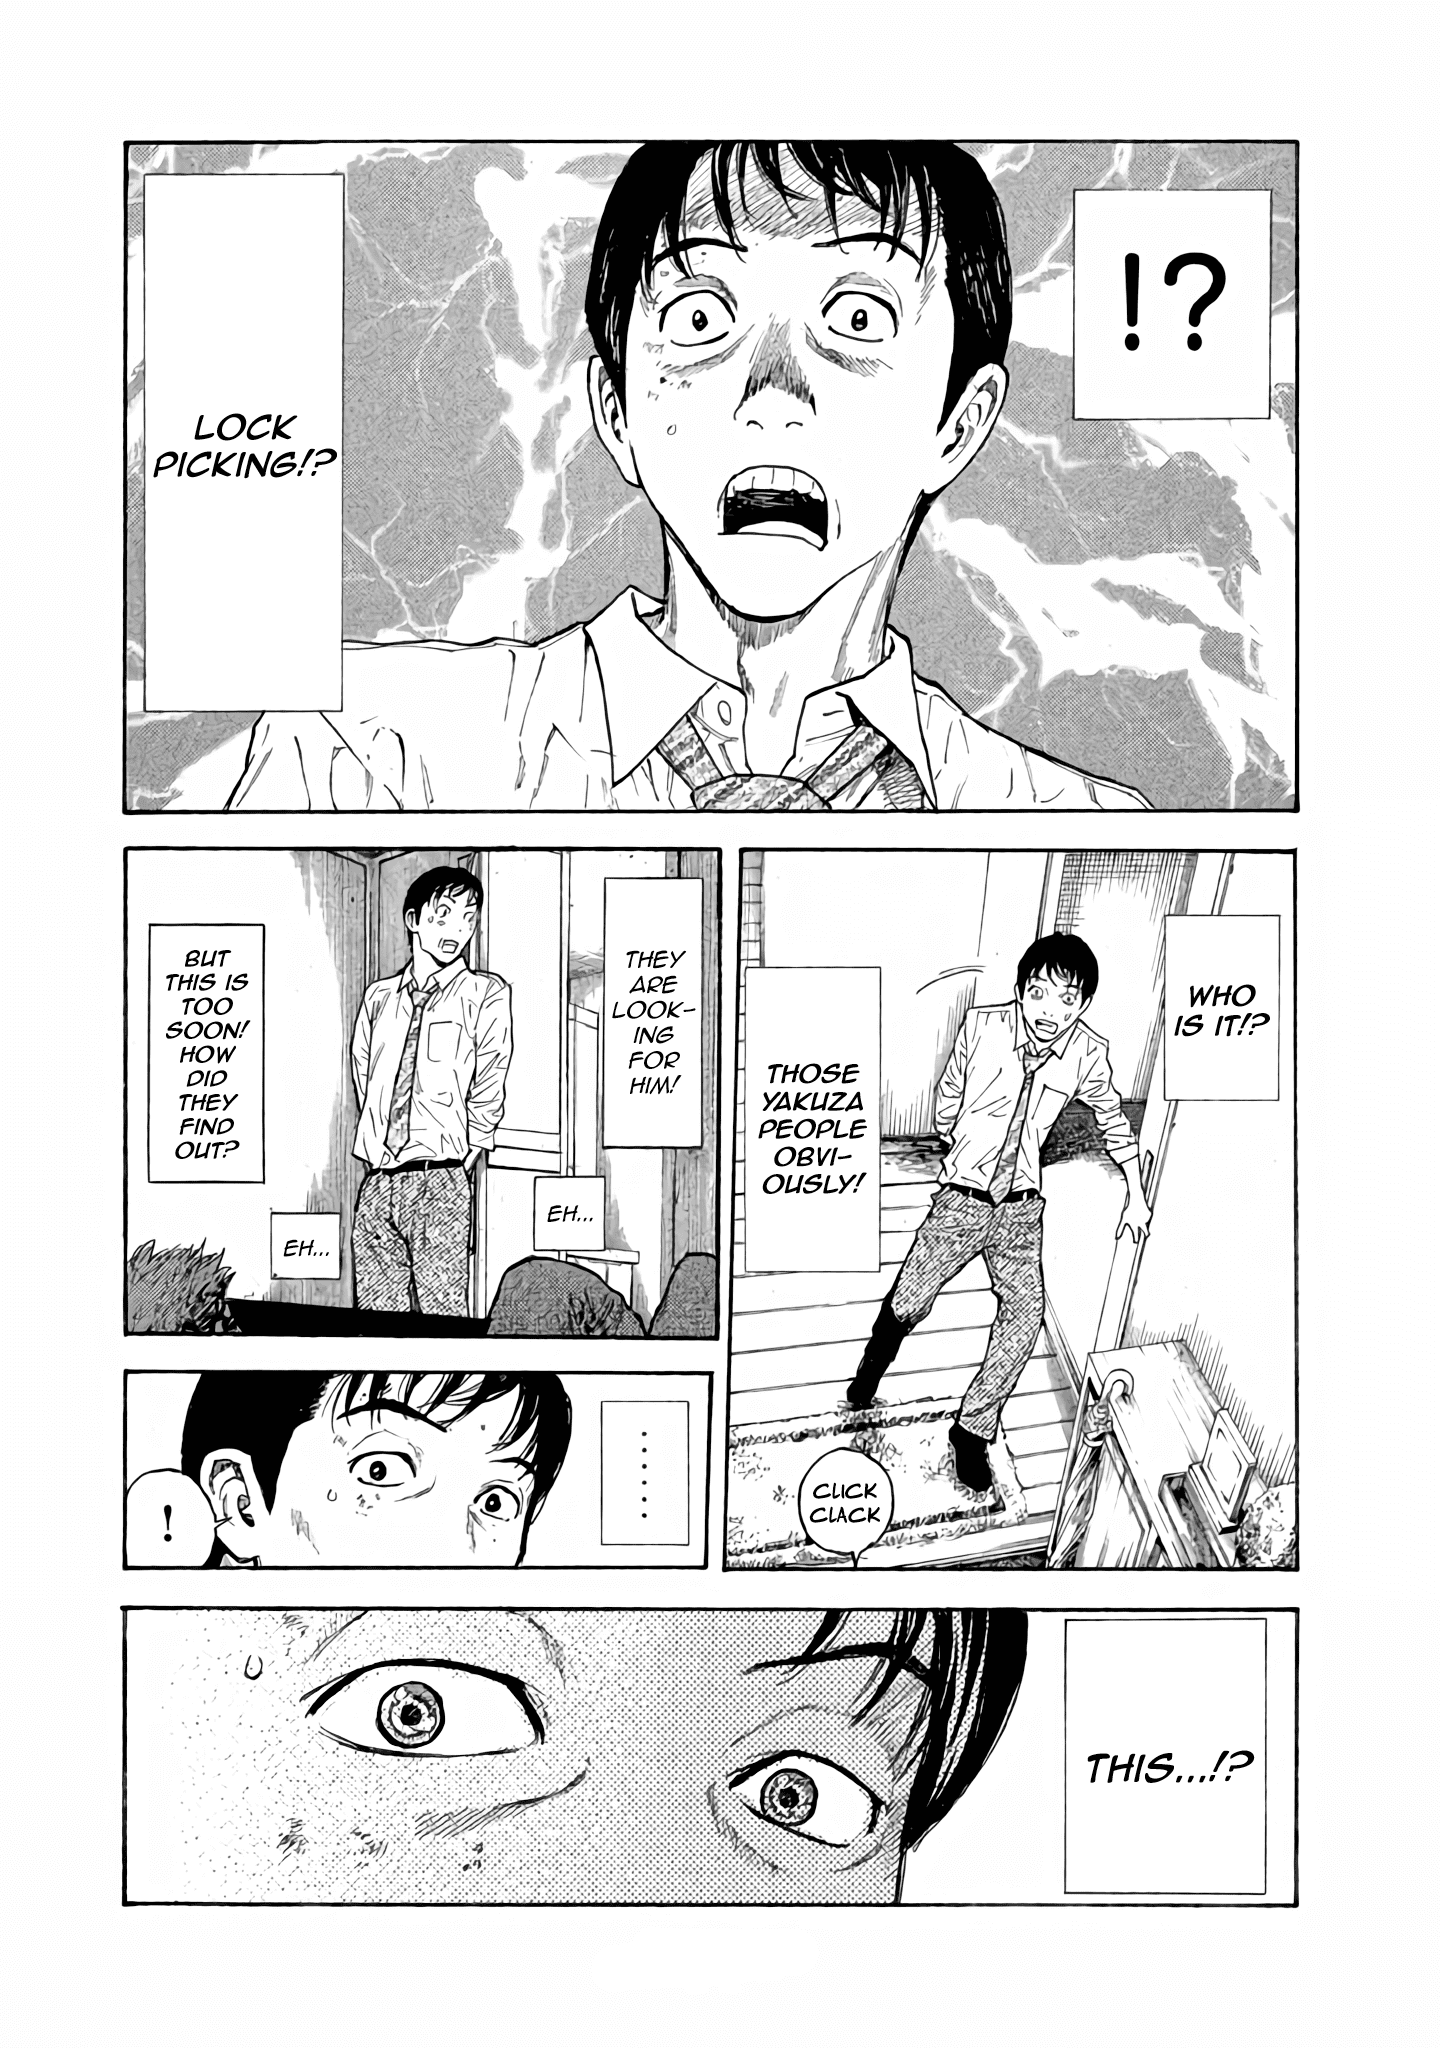 !?
LOCK
PICKING!?
WHO
IS IT!?
THOSE
YAKUZA
PEOPLE
OBVI-
OUSLY!
CLICK
CLACK
THEY
ARE
LOOK-
ING
FOR
HIM!
EH...
EH...
BUT
THIS IS
TOO
SOON!
HOW
DID
THEY
FIND
OUT?
......
!
THIS...!?